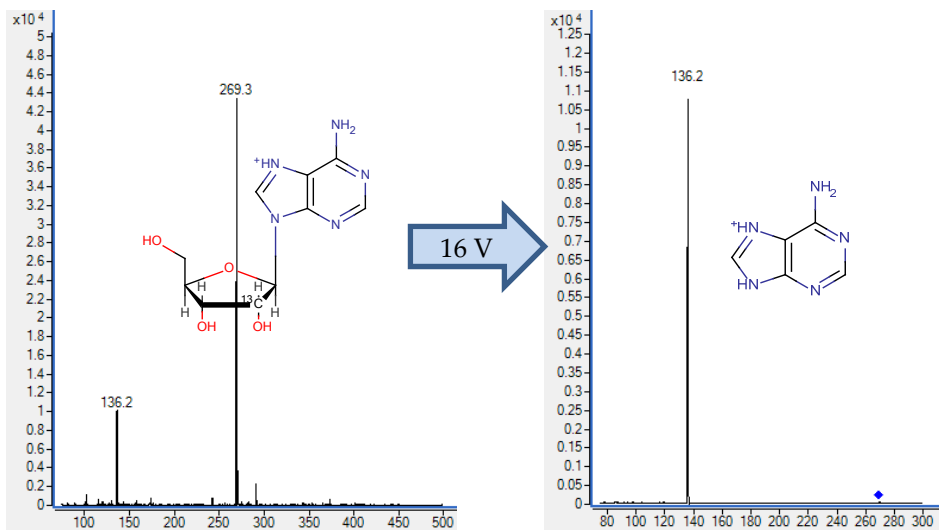 x10⁴
5
4.8
4.6
4.4
4.2
4
3.8
3.6
3.4
3.2
3
2.8
2.6
2.4
2.2
2
1.8
1.6
1.4
1.2
1
0.8
0.6
0.4
0.2
0
100 150 200 250 300 350 400 450 500
269.3
136.2
NH₂
⁺HN
N
N
N
HO
O
H
H
¹³C
H
H
OH
OH
16 V
x10⁴
1.25
1.2
1.15
1.1
1.05
1
0.95
0.9
0.85
0.8
0.75
0.7
0.65
0.6
0.55
0.5
0.45
0.4
0.35
0.3
0.25
0.2
0.15
0.1
0.05
0
80 100 120 140 160 180 200 220 240 260 280 300
136.2
NH₂
⁺HN
N
HN
N